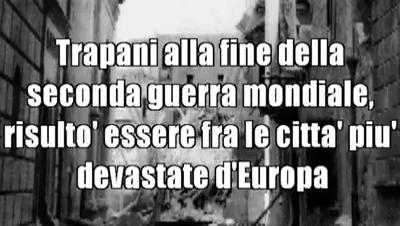 Trapani alla fine della
seconda guerra mondiale,
risulto' essere fra le citta' piu'
devastate d'Europa